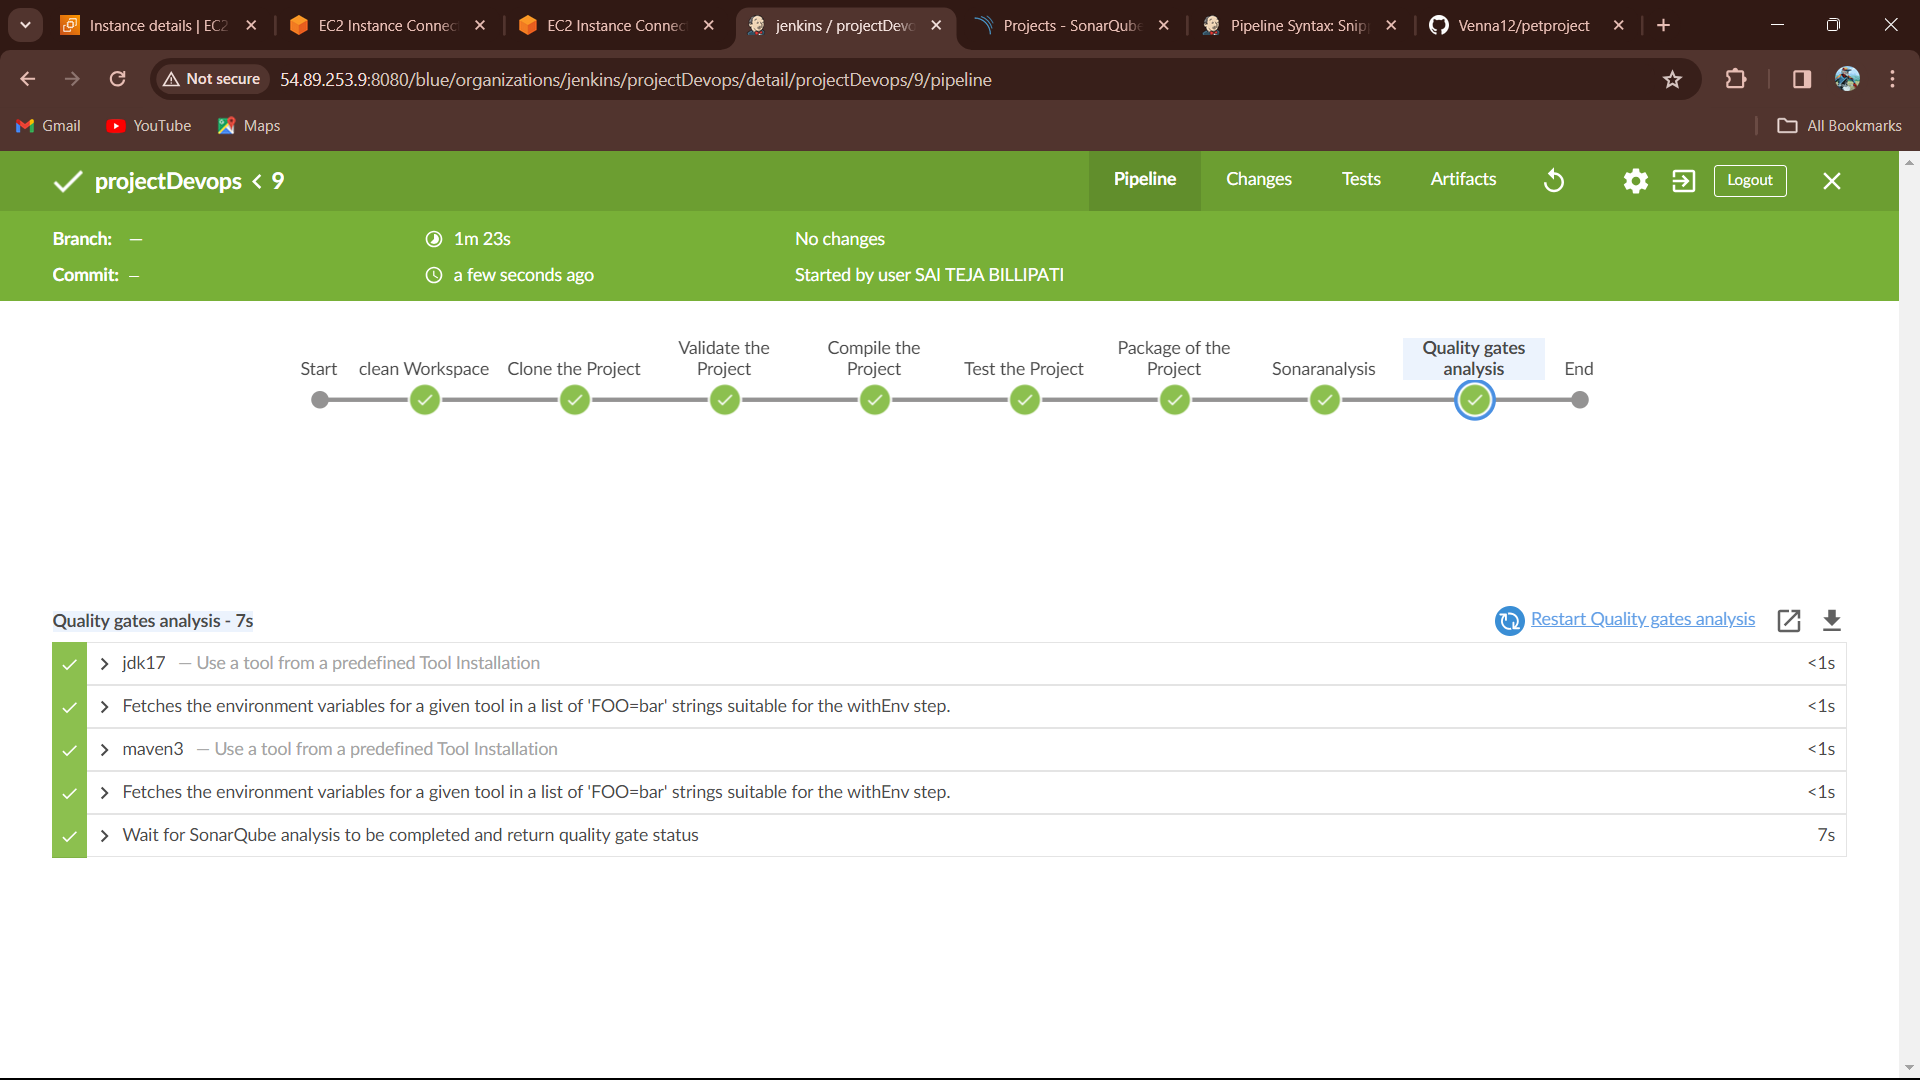 Instance details | EC2
EC2 Instance Connec
EC2 Instance Connec
jenkins / projectDevo
Projects - SonarQube
Pipeline Syntax: Snip
Venna12/petproject
Not secure
54.89.253.9:8080/blue/organizations/jenkins/projectDevops/detail/projectDevops/9/pipeline
Gmail
YouTube
Maps
All Bookmarks
projectDevops < 9
Pipeline
Changes
Tests
Artifacts
Logout
Branch: —
1m 23s
No changes
Commit: —
a few seconds ago
Started by user SAI TEJA BILLIPATI
Start
clean Workspace
Clone the Project
Validate the
Project
Compile the
Project
Test the Project
Package of the
Project
Sonaranalysis
Quality gates
analysis
End
Quality gates analysis - 7s
Restart Quality gates analysis
jdk17 — Use a tool from a predefined Tool Installation
<1s
Fetches the environment variables for a given tool in a list of 'FOO=bar' strings suitable for the withEnv step.
<1s
maven3 — Use a tool from a predefined Tool Installation
<1s
Fetches the environment variables for a given tool in a list of 'FOO=bar' strings suitable for the withEnv step.
<1s
Wait for SonarQube analysis to be completed and return quality gate status
7s